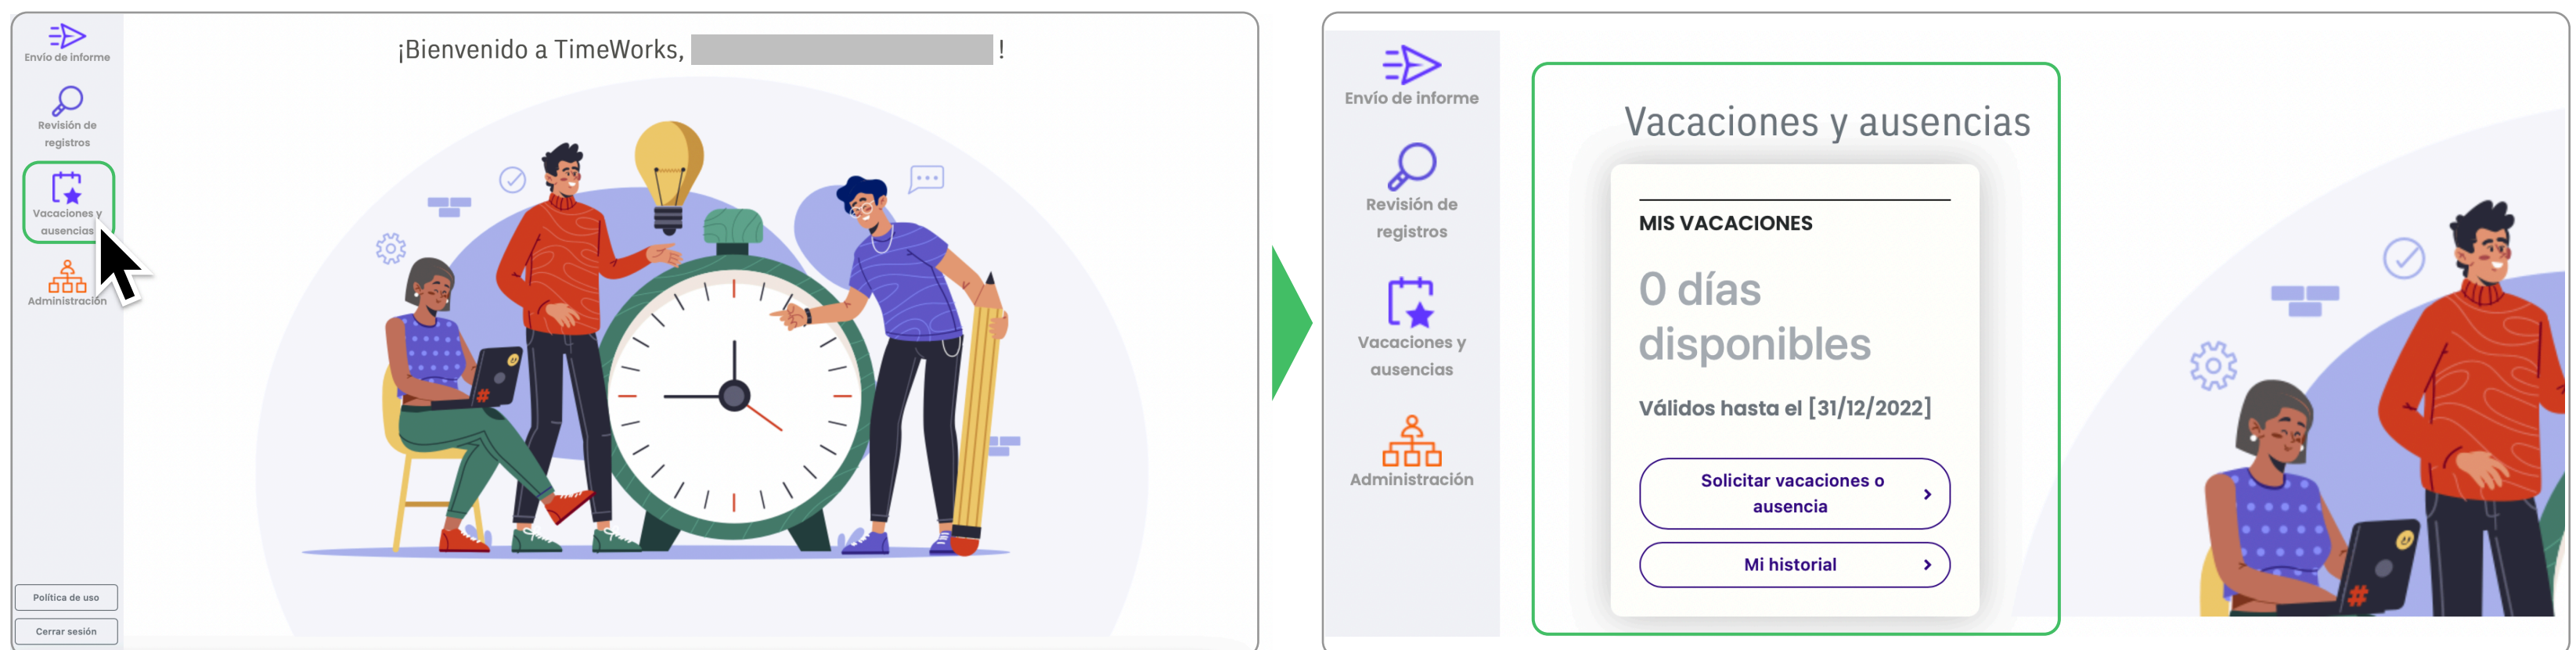 Envío de informe
Revisión de
registros
Vacaciones y
ausencias
Administración
Política de uso
Cerrar sesión
¡Bienvenido a TimeWorks, !
Envío de informe
Revisión de
registros
Vacaciones y
ausencias
Administración
Vacaciones y ausencias
MIS VACACIONES
0 días
disponibles
Válidos hasta el [31/12/2022]
Solicitar vacaciones o
ausencia
Mi historial